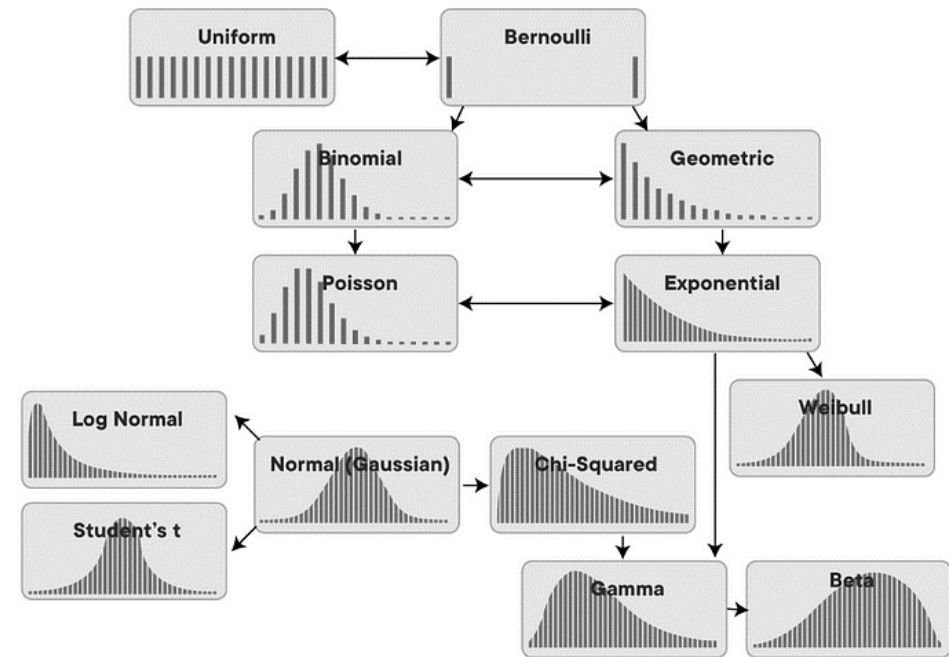 Uniform
Bernoulli
Binomial
Geometric
Poisson
Exponential
Weibull
Log Normal
Normal (Gaussian)
Chi-Squared
Student's t
Gamma
Beta